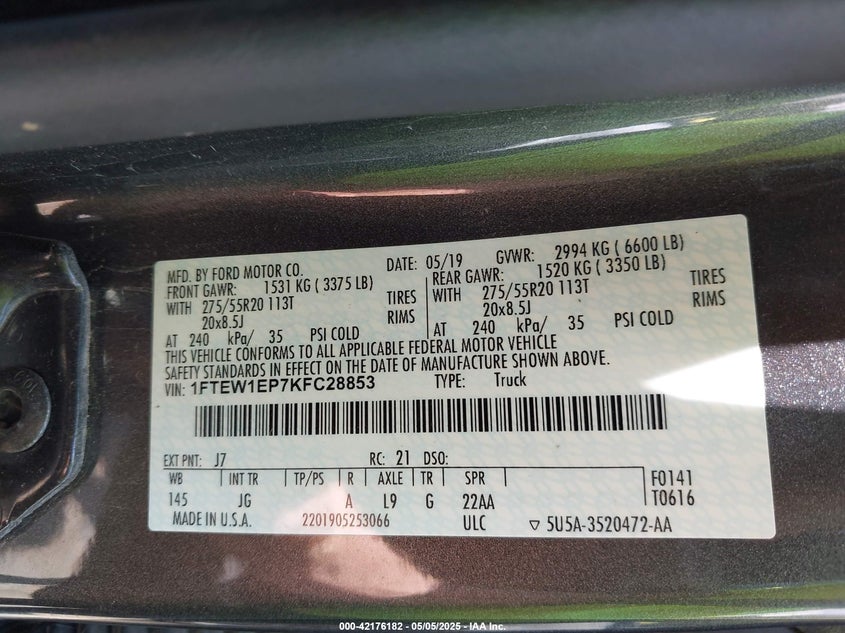 MFD. BY FORD MOTOR CO. DATE: 05/19 GVWR: 2994 KG ( 6600 LB)
FRONT GAWR: 1531 KG ( 3375 LB) REAR GAWR: 1520 KG ( 3350 LB)
WITH 275/55R20 113T TIRES WITH 275/55R20 113T TIRES
20x8.5J RIMS 20x8.5J RIMS
AT 240 kPa/ 35 PSI COLD AT 240 kPa/ 35 PSI COLD
THIS VEHICLE CONFORMS TO ALL APPLICABLE FEDERAL MOTOR VEHICLE
SAFETY STANDARDS IN EFFECT ON THE DATE OF MANUFACTURE SHOWN ABOVE.
VIN: 1FTEW1EP7KFC28853 TYPE: Truck
EXT PNT: J7 RC: 21 DSO:
WB INT TR TP/PS R AXLE TR SPR F0141
145 JG A L9 G 22AA T0616
MADE IN U.S.A. 2201905253066 ULC ▽ 5U5A-3520472-AA
000-42176182 - 05/05/2025 - IAA Inc.